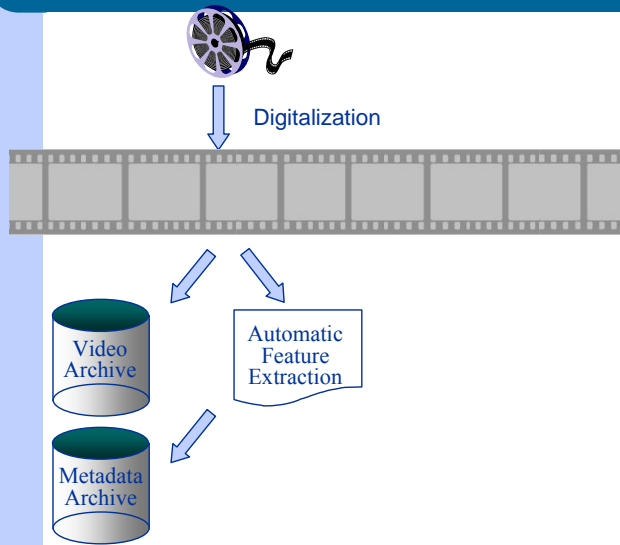 Digitalization
Video
Archive
Automatic
Feature
Extraction
Metadata
Archive